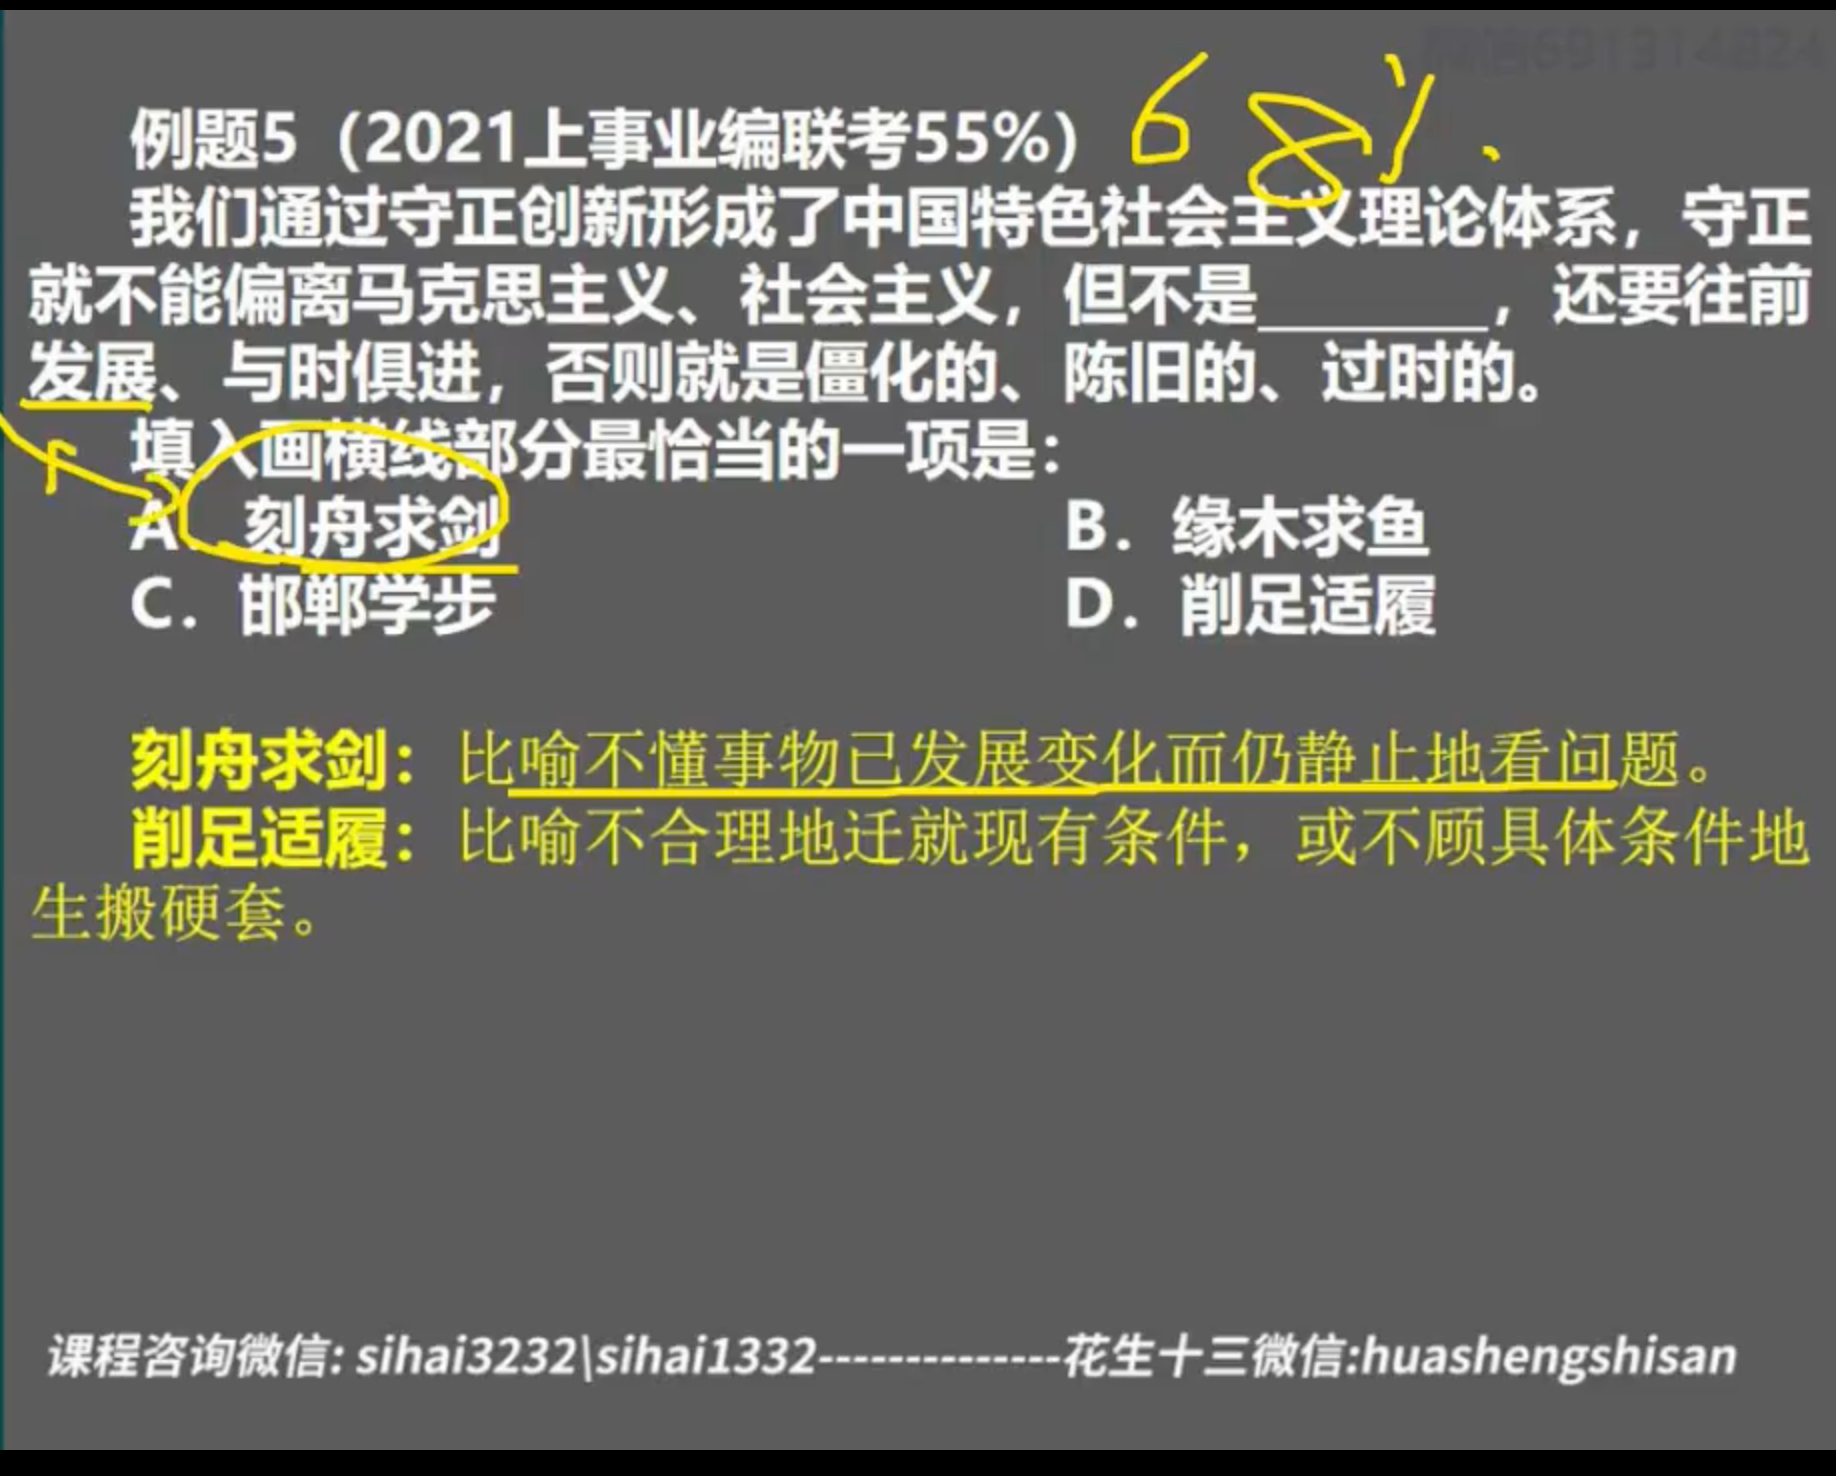 例题5（2021上事业编联考55%） 68%.
我们通过守正创新形成了中国特色社会主义理论体系，守正
就不能偏离马克思主义、社会主义，但不是________，还要往前
发展、与时俱进，否则就是僵化的、陈旧的、过时的。
填入画横线部分最恰当的一项是：
A. 刻舟求剑 B. 缘木求鱼
C. 邯郸学步 D. 削足适履
刻舟求剑：比喻不懂事物已发展变化而仍静止地看问题。
削足适履：比喻不合理地迁就现有条件，或不顾具体条件地
生搬硬套。
课程咨询微信: sihai3232\sihai1332--------------花生十三微信:huashengshisan